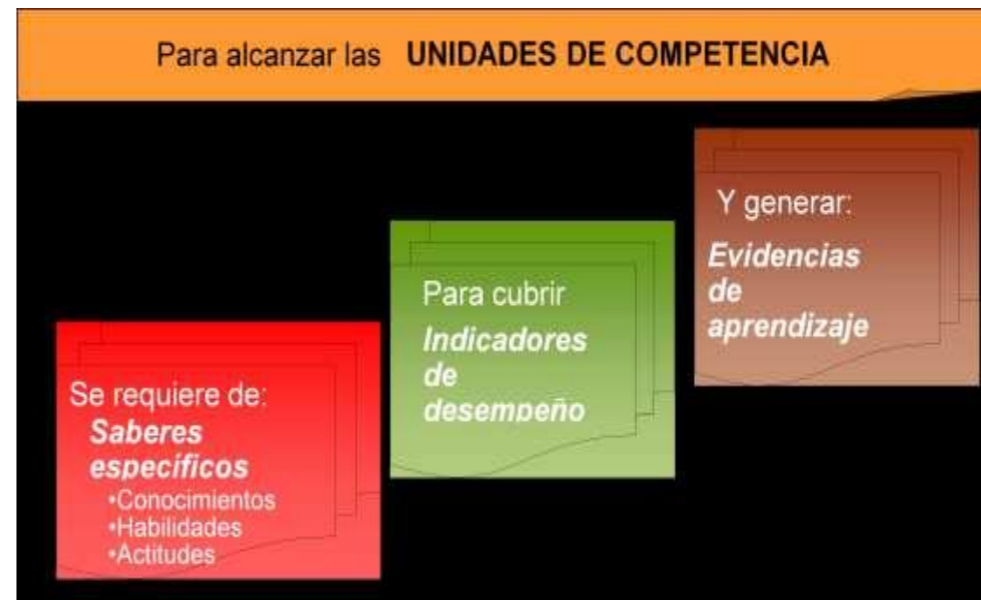 Para alcanzar las UNIDADES DE COMPETENCIA
Se requiere de:
Saberes
específicos
•Conocimientos
•Habilidades
•Actitudes
Para cubrir
Indicadores
de
desempeño
Y generar:
Evidencias
de
aprendizaje